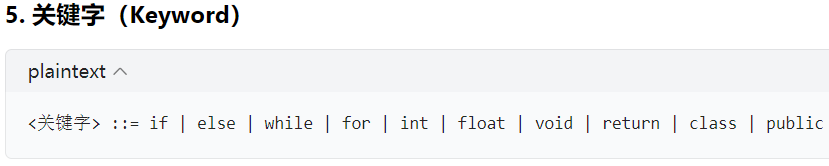 5. 关键字（Keyword）
plaintext
<关键字> ::= if | else | while | for | int | float | void | return | class | public